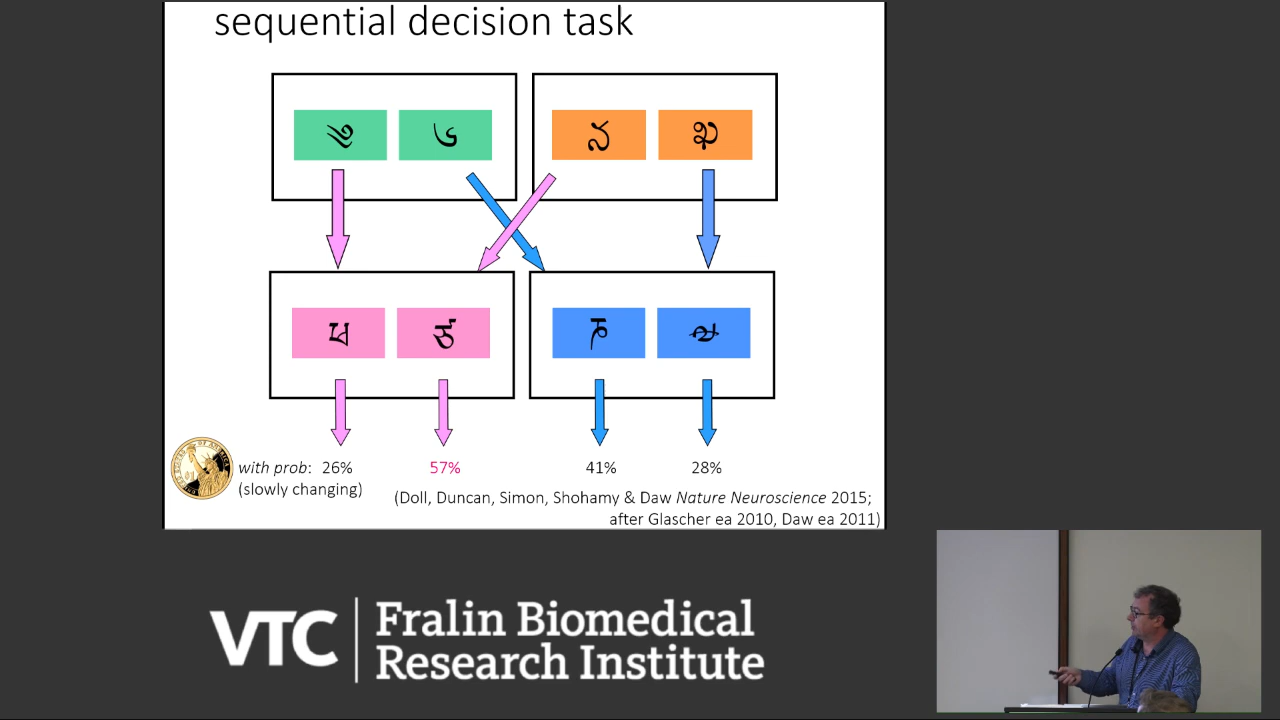 sequential decision task
with prob: 26% 57% 41% 28%
(slowly changing)
(Doll, Duncan, Simon, Shohamy & Daw Nature Neuroscience 2015;
after Glascher ea 2010, Daw ea 2011)
VTC Fralin Biomedical
Research Institute